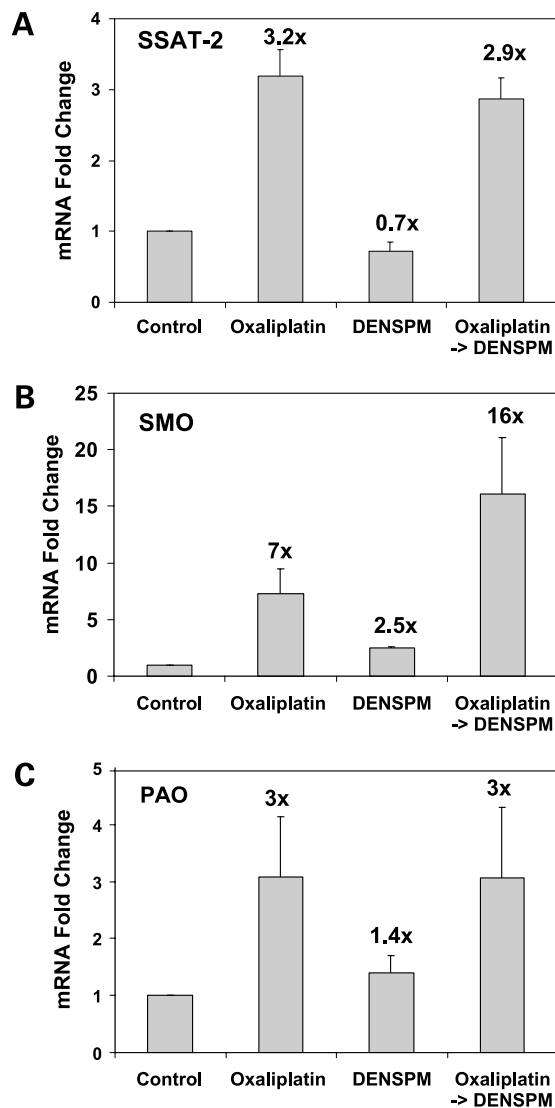 A
SSAT-2
mRNA Fold Change
4
3
2
1
0
3.2x
0.7x
2.9x
Control
Oxaliplatin
DENSPM
Oxaliplatin
-> DENSPM
B
SMO
mRNA Fold Change
25
20
15
10
5
0
7x
2.5x
16x
Control
Oxaliplatin
DENSPM
Oxaliplatin
-> DENSPM
C
PAO
mRNA Fold Change
5
4
3
2
1
0
3x
1.4x
3x
Control
Oxaliplatin
DENSPM
Oxaliplatin
-> DENSPM